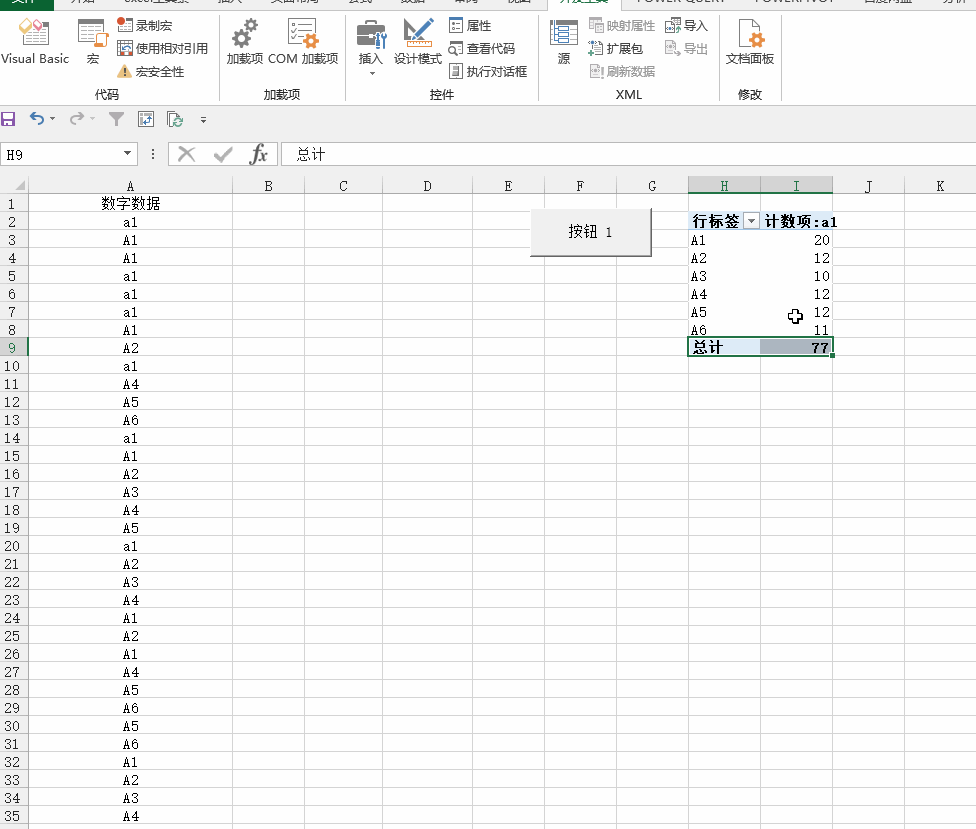 POWER QUERY POWERPIVOT
录制宏 属性 映射属性 导入
使用相对引用 查看代码 扩展包 导出
Visual Basic 宏 宏安全性 加载项 COM 加载项 插入 设计模式 执行对话框 源 刷新数据 文档面板
代码 加载项 控件 XML 修改
H9 fx 总计
A B C D E F G H I J K
1 数字数据
2 a1 行标签 计数项:a1
3 A1 按钮 1 A1 20
4 A1 A2 12
5 a1 A3 10
6 a1 A4 12
7 a1 A5 12
8 A1 A6 11
9 A2 总计 77
10 a1
11 A4
12 A5
13 A6
14 a1
15 A1
16 A2
17 A3
18 A4
19 A5
20 a1
21 A2
22 A3
23 A4
24 A1
25 A2
26 A1
27 A4
28 A5
29 A6
30 A5
31 A6
32 A1
33 A2
34 A3
35 A4